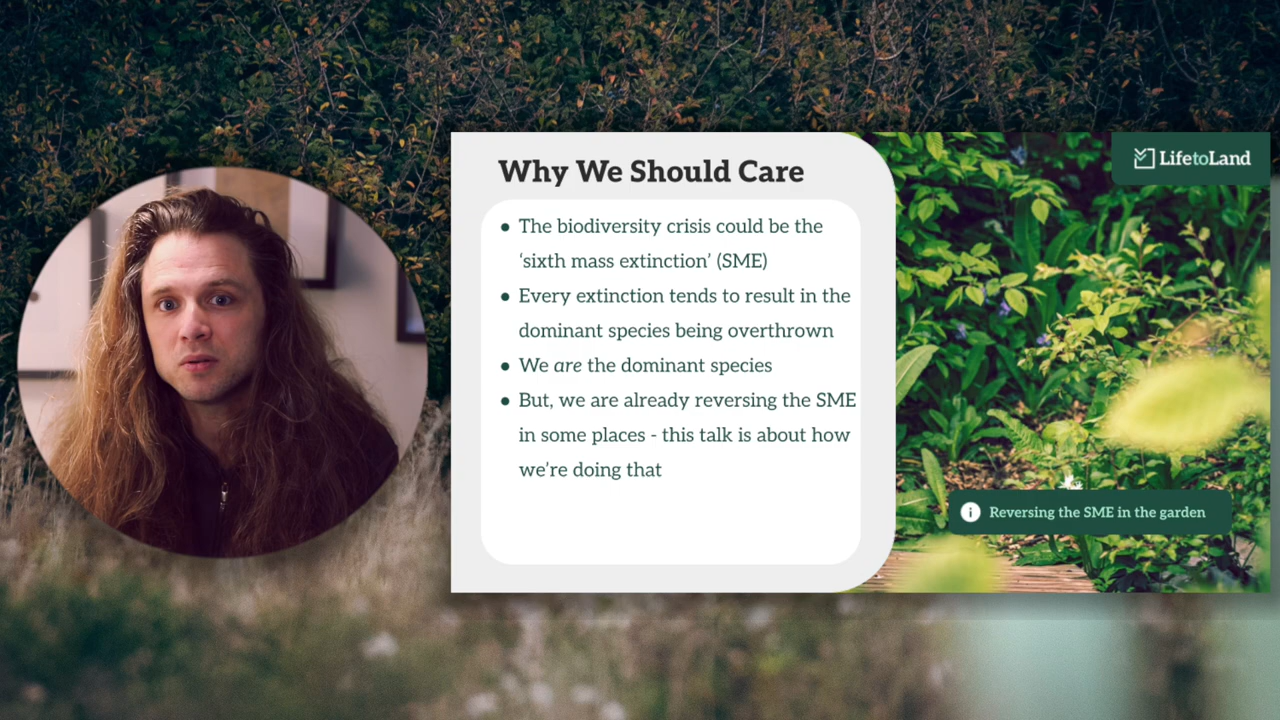 Why We Should Care
LifetoLand
● The biodiversity crisis could be the
‘sixth mass extinction’ (SME)
● Every extinction tends to result in the
dominant species being overthrown
● We are the dominant species
● But, we are already reversing the SME
in some places - this talk is about how
we’re doing that
i Reversing the SME in the garden